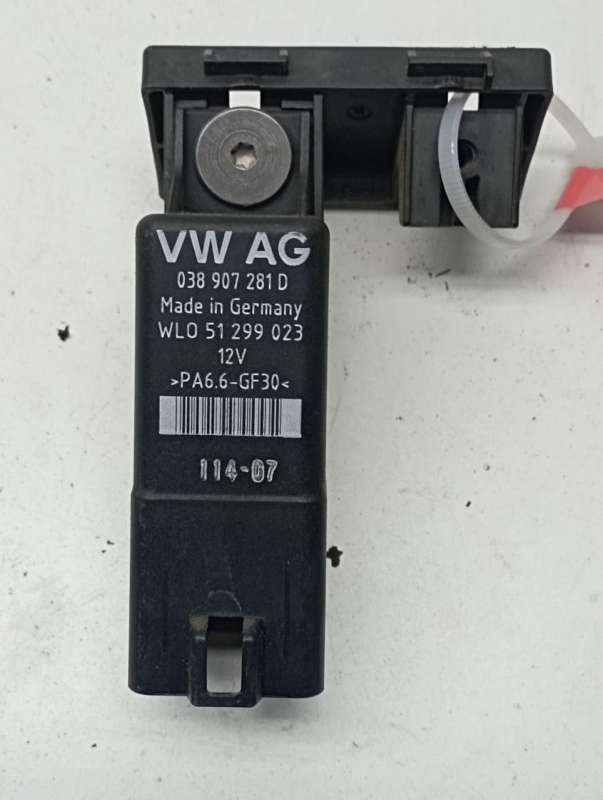 VW AG
038 907 281 D
Made in Germany
WLO 51 299 023
12V
>PA6.6-GF30<
114-07